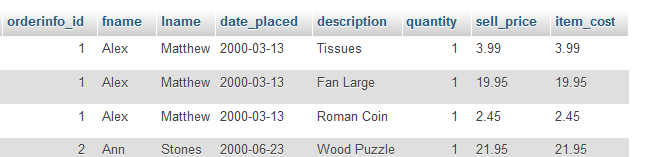 orderinfo_id fname lname date_placed description quantity sell_price item_cost
1 Alex Matthew 2000-03-13 Tissues 1 3.99 3.99
1 Alex Matthew 2000-03-13 Fan Large 1 19.95 19.95
1 Alex Matthew 2000-03-13 Roman Coin 1 2.45 2.45
2 Ann Stones 2000-06-23 Wood Puzzle 1 21.95 21.95